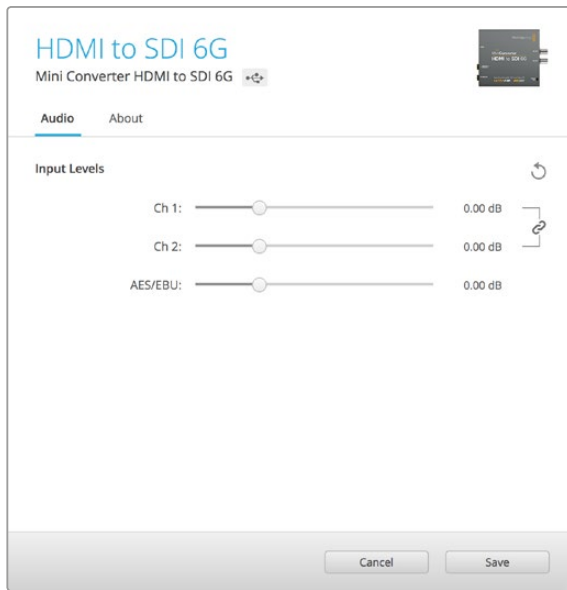 HDMI to SDI 6G
Mini Converter HDMI to SDI 6G
Audio About
Input Levels
Ch 1: 0.00 dB
Ch 2: 0.00 dB
AES/EBU: 0.00 dB
Cancel Save